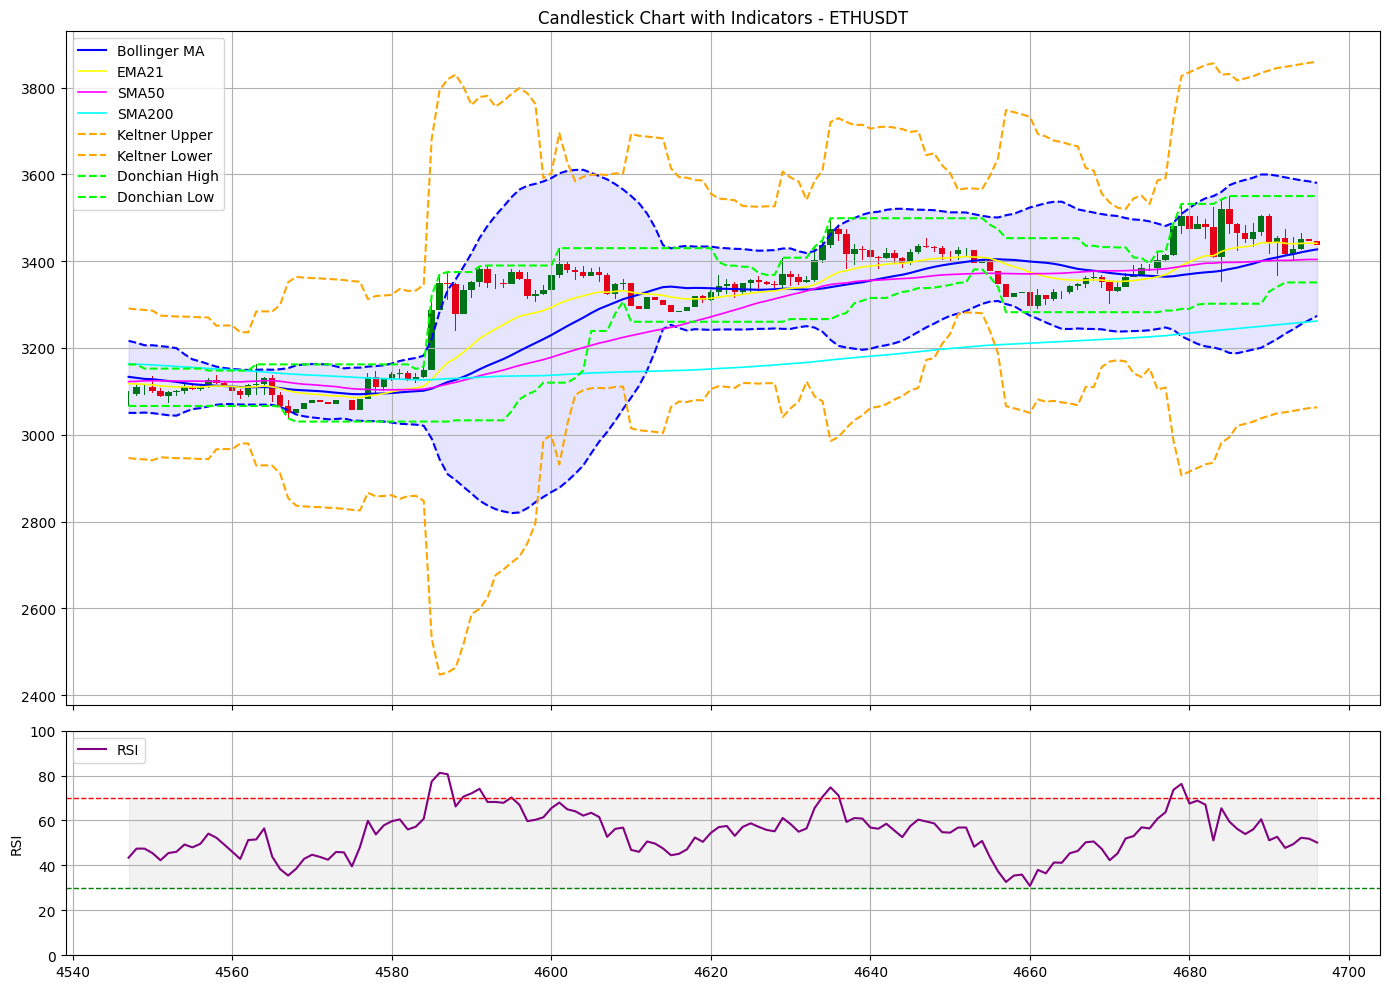 Candlestick Chart with Indicators - ETHUSDT
Bollinger MA
EMA21
SMA50
SMA200
Keltner Upper
Keltner Lower
Donchian High
Donchian Low
3800
3600
3400
3200
3000
2800
2600
2400
RSI
100
80
60
40
20
0
RSI
4540
4560
4580
4600
4620
4640
4660
4680
4700